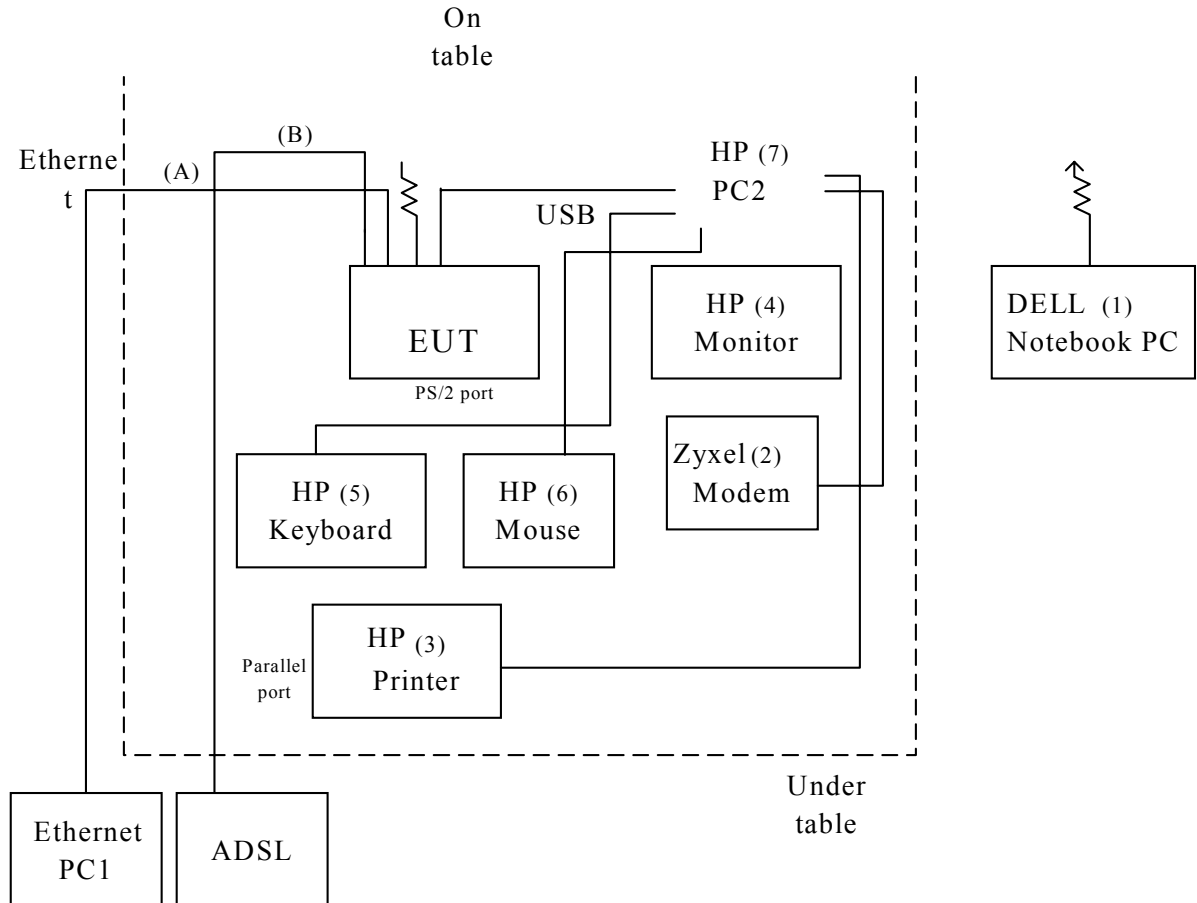 On
table
(B)
Etherne
t
(A)
HP (7)
PC2
USB
EUT
PS/2 port
HP (4)
Monitor
DELL (1)
Notebook PC
Zyxel (2)
Modem
HP (5)
Keyboard
HP (6)
Mouse
HP (3)
Printer
Parallel
port
Under
table
Ethernet
PC1
ADSL